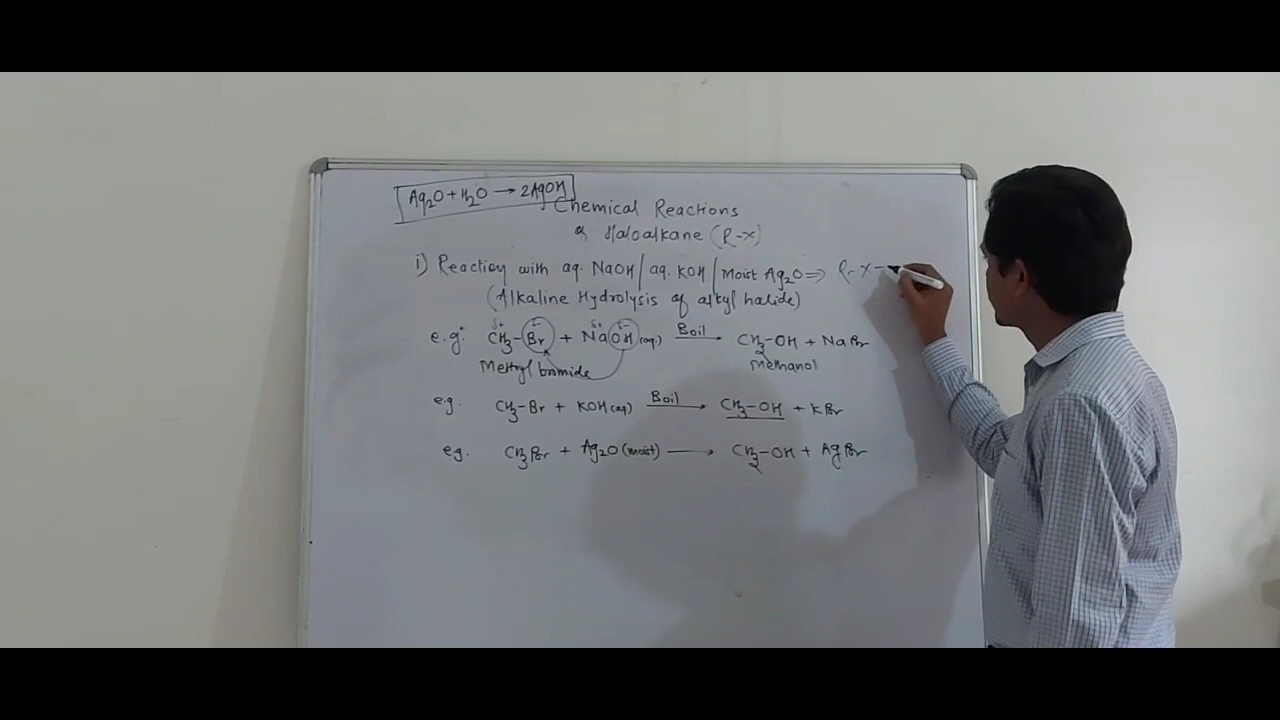 Ag₂O + H₂O → 2AgOH
Chemical Reactions
of Haloalkane (R-X)
i) Reaction with aq. NaOH / aq. KOH / Moist Ag₂O ⇒ R-X -
(Alkaline Hydrolysis of alkyl halide)
e.g. δ+ δ- δ+ δ-
CH₃-Br + NaOH (aq.) Boil → CH₃-OH + NaBr
Methyl bromide Methanol
e.g. CH₃-Br + KOH (aq.) Boil → CH₃-OH + KBr
eg. CH₃Br + Ag₂O (moist) → CH₃-OH + AgBr